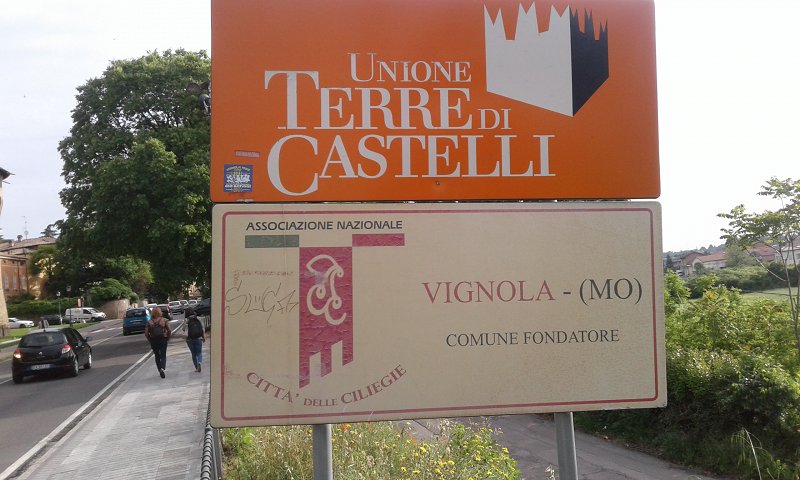 UNIONE
TERRE DI
CASTELLI
ASSOCIAZIONE NAZIONALE
VIGNOLA - (MO)
COMUNE FONDATORE
CITTA' DELLE CILIEGIE